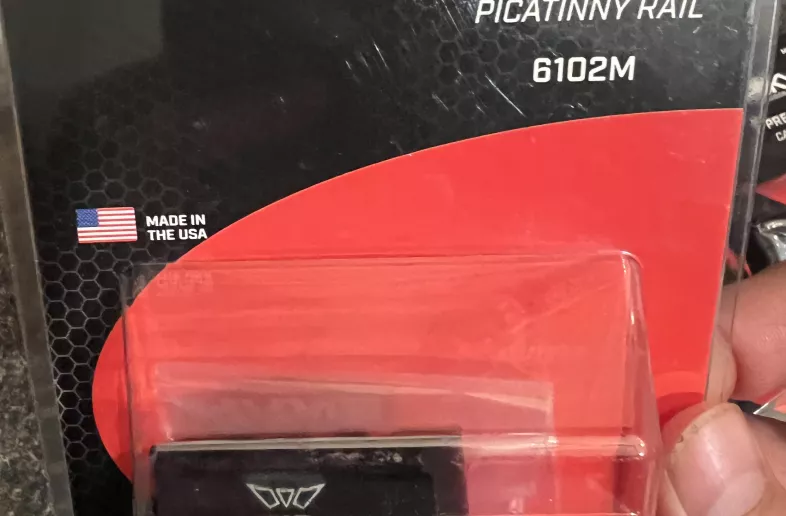 PICATINNY RAIL
6102M
MADE IN
THE USA